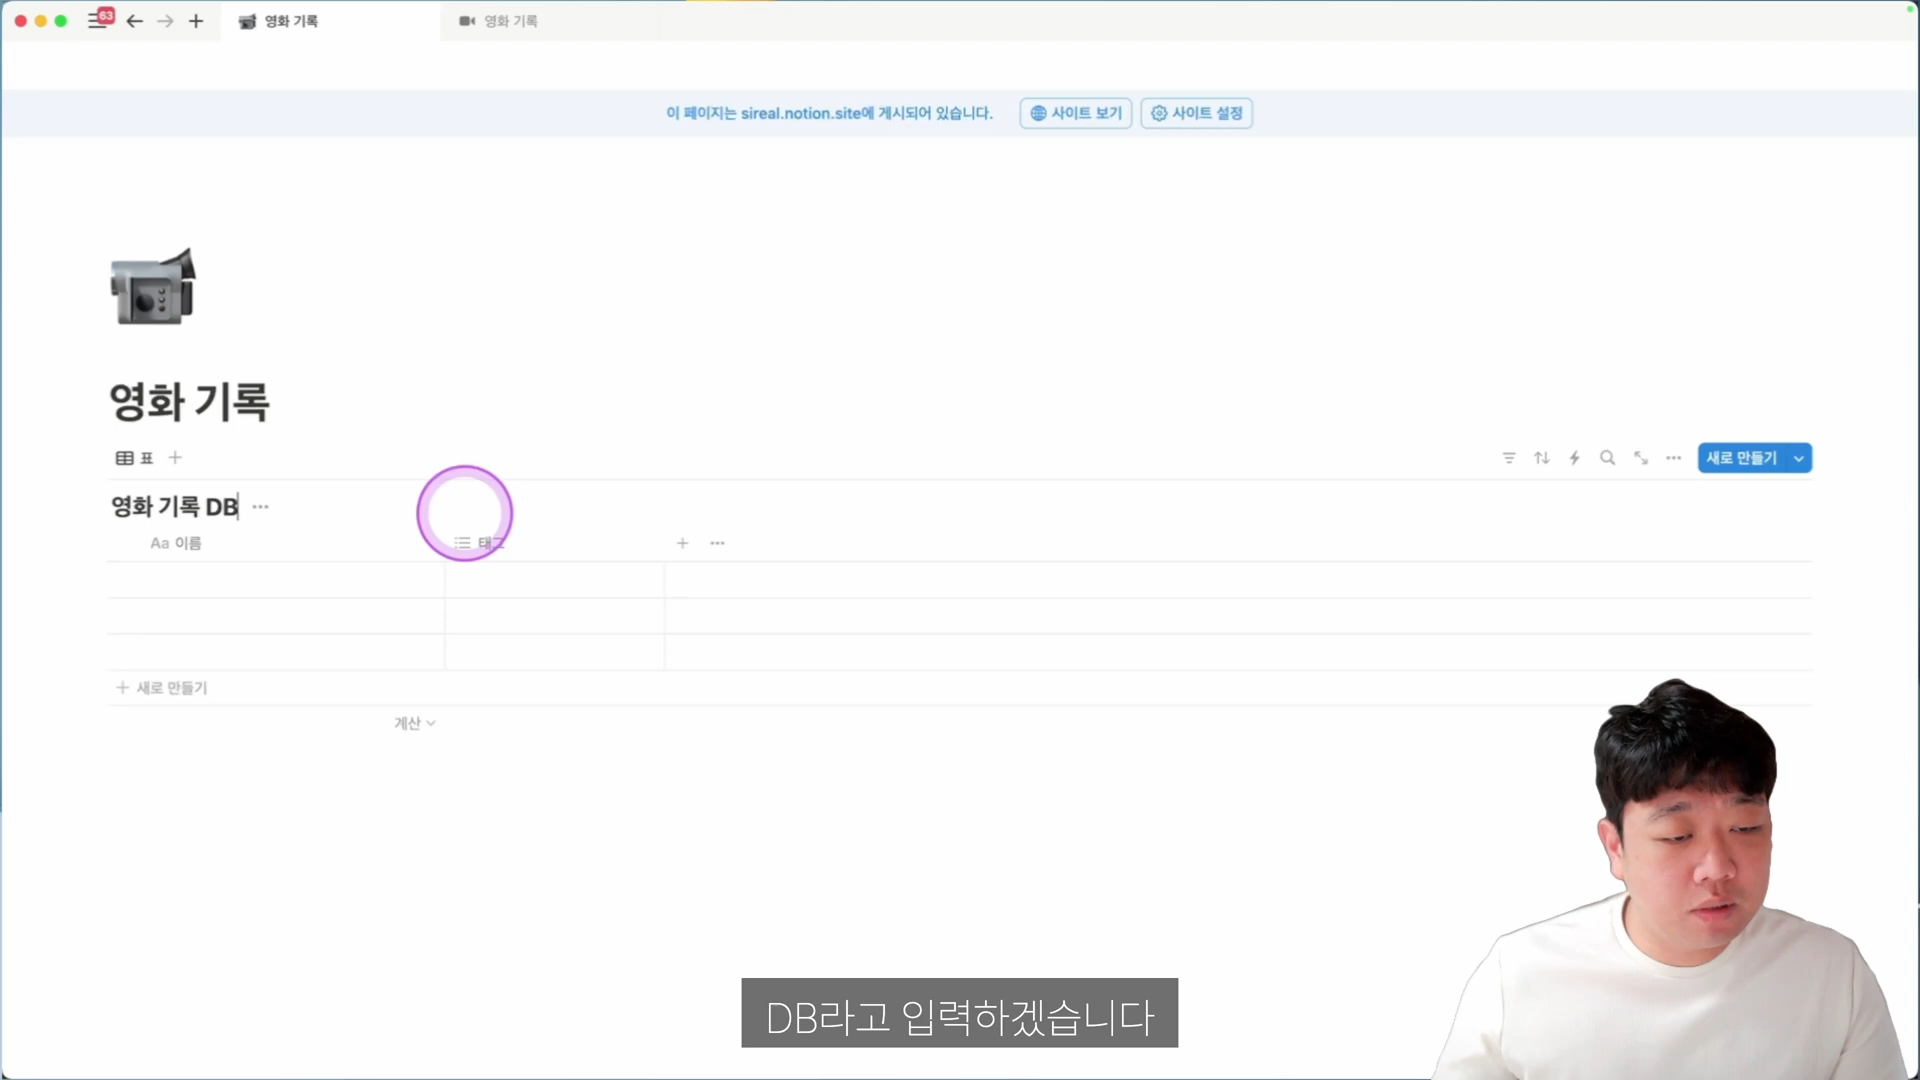 63
영화 기록
영화 기록
이 페이지는 sireal.notion.site에 게시되어 있습니다.
사이트 보기
사이트 설정
영화 기록
표
새로 만들기
영화 기록 DB
Aa 이름
태그
새로 만들기
계산
DB라고 입력하겠습니다